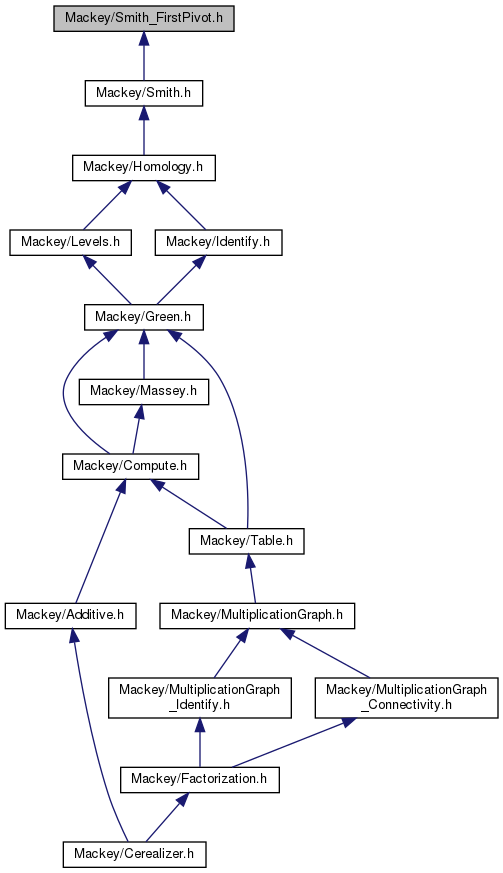 Mackey/Smith_FirstPivot.h
Mackey/Smith.h
Mackey/Homology.h
Mackey/Levels.h
Mackey/Identify.h
Mackey/Green.h
Mackey/Massey.h
Mackey/Compute.h
Mackey/Table.h
Mackey/Additive.h
Mackey/MultiplicationGraph.h
Mackey/MultiplicationGraph
_Identify.h
Mackey/MultiplicationGraph
_Connectivity.h
Mackey/Factorization.h
Mackey/Cerealizer.h